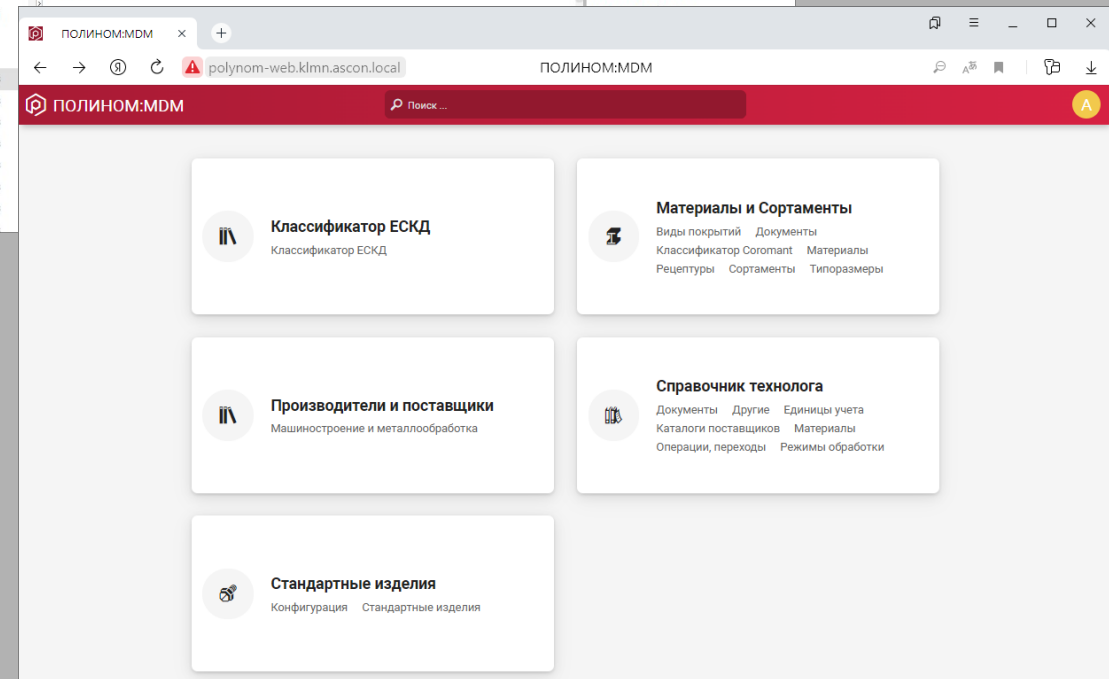 ПОЛИНОМ:MDM
polynom-web.klmn.ascon.local ПОЛИНОМ:MDM
ПОЛИНОМ:MDM Поиск ... А
Классификатор ЕСКД
Классификатор ЕСКД
Материалы и Сортаменты
Виды покрытий Документы
Классификатор Coromant Материалы
Рецептуры Сортаменты Типоразмеры
Производители и поставщики
Машиностроение и металлообработка
Справочник технолога
Документы Другие Единицы учета
Каталоги поставщиков Материалы
Операции, переходы Режимы обработки
Стандартные изделия
Конфигурация Стандартные изделия